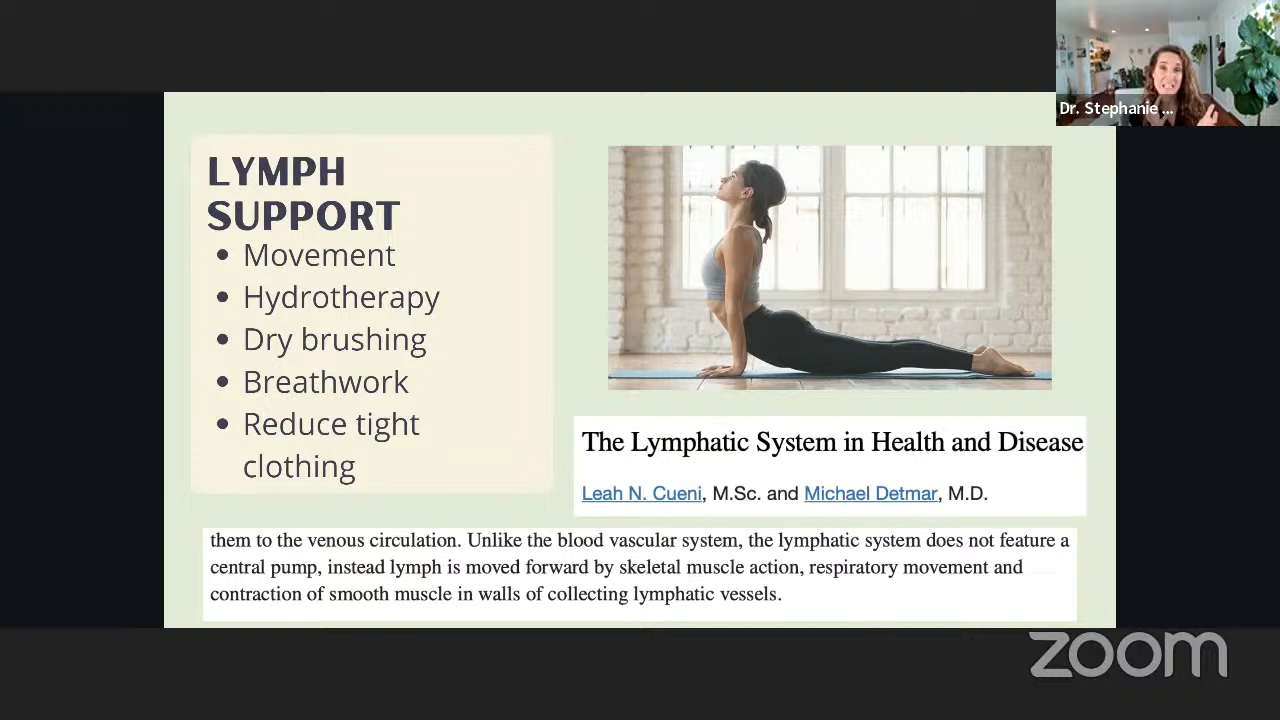 Dr. Stephanie ...
LYMPH
SUPPORT
• Movement
• Hydrotherapy
• Dry brushing
• Breathwork
• Reduce tight
clothing
The Lymphatic System in Health and Disease
Leah N. Cueni, M.Sc. and Michael Detmar, M.D.
them to the venous circulation. Unlike the blood vascular system, the lymphatic system does not feature a
central pump, instead lymph is moved forward by skeletal muscle action, respiratory movement and
contraction of smooth muscle in walls of collecting lymphatic vessels.
zoom